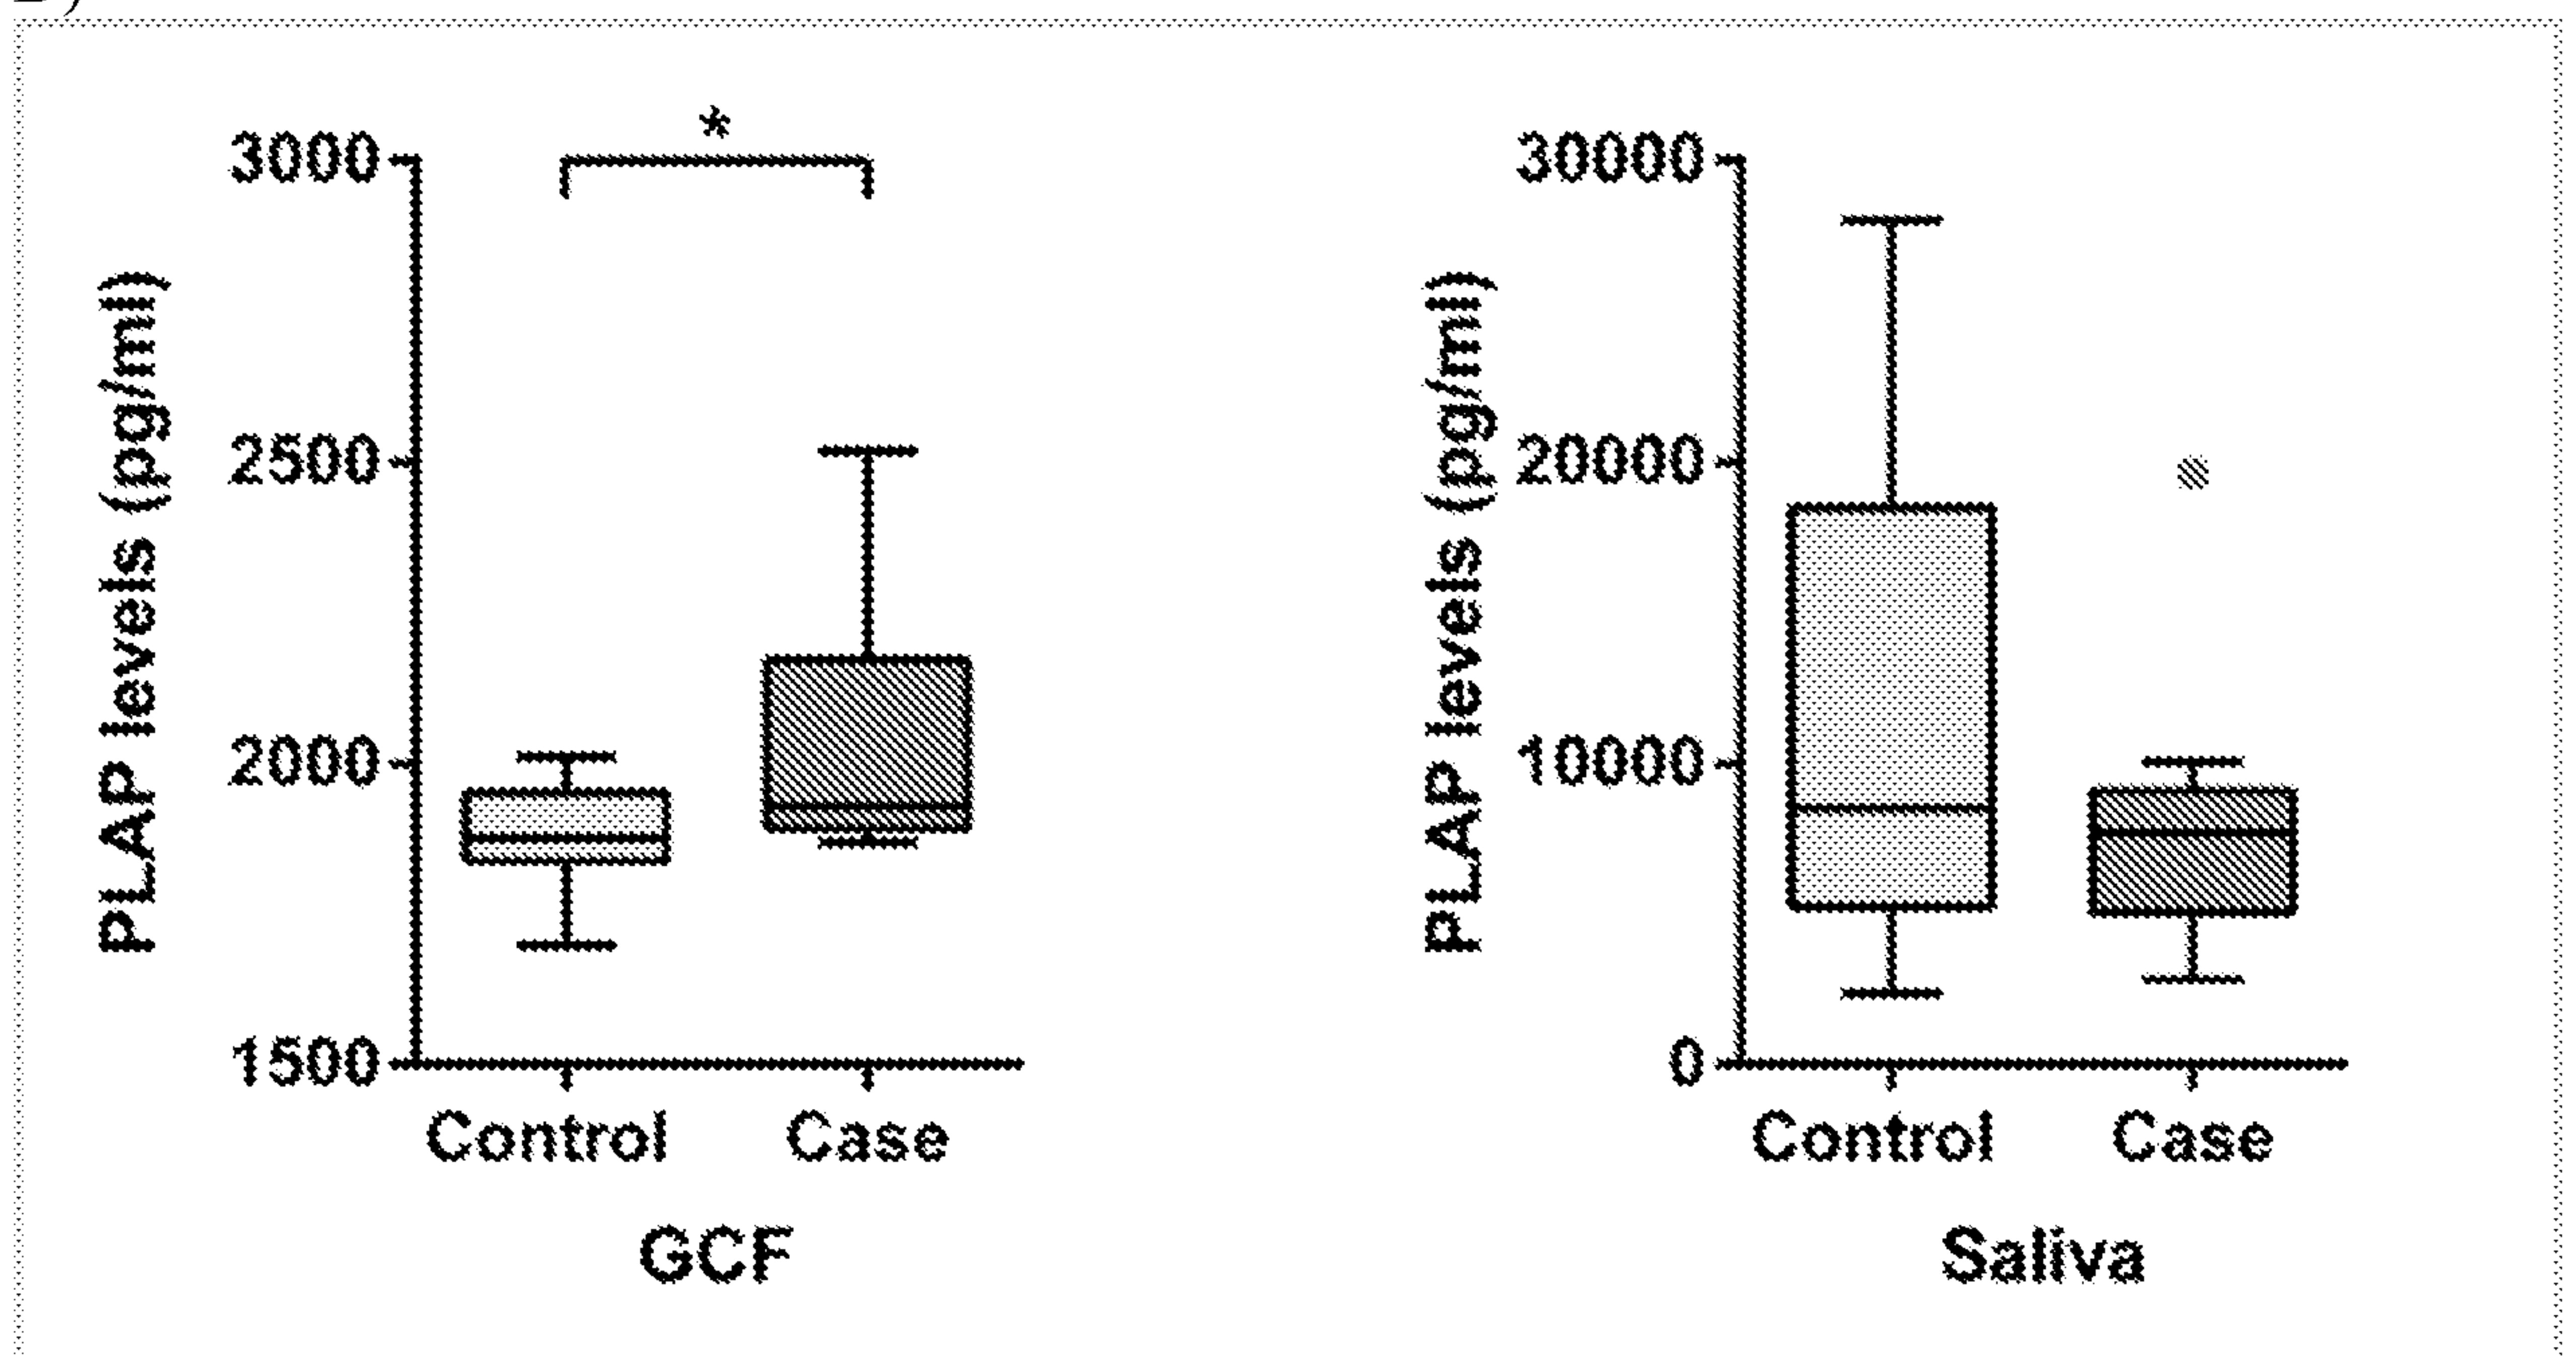 *
3000
2500
2000
1500
PLAP levels (pg/ml)
Control Case
GCF
30000
20000
10000
0
PLAP levels (pg/ml)
Control Case
Saliva